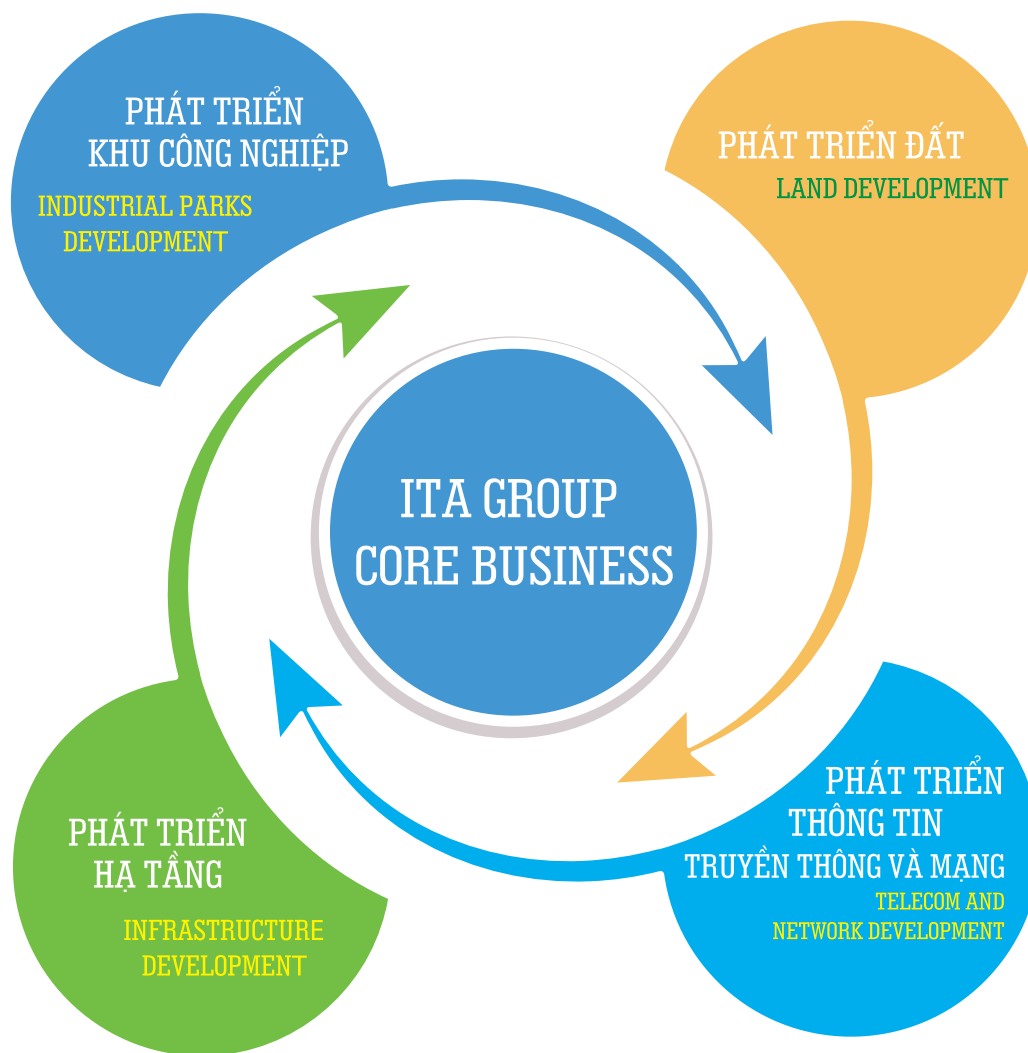 PHÁT TRIỂN
KHU CÔNG NGHIỆP
INDUSTRIAL PARKS
DEVELOPMENT
PHÁT TRIỂN ĐẤT
LAND DEVELOPMENT
ITA GROUP
CORE BUSINESS
PHÁT TRIỂN
HẠ TẦNG
INFRASTRUCTURE
DEVELOPMENT
PHÁT TRIỂN
THÔNG TIN
TRUYỀN THÔNG VÀ MẠNG
TELECOM AND
NETWORK DEVELOPMENT